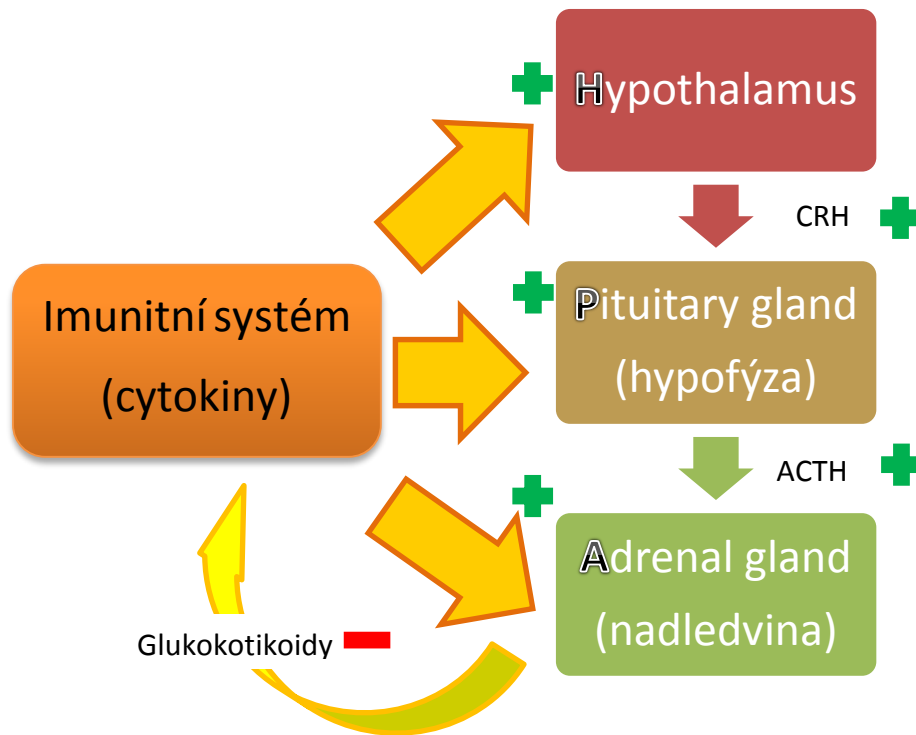 Hypothalamus
CRH
Imunitní systém
(cytokiny)
Pituitary gland
(hypofýza)
ACTH
Adrenal gland
(nadledvina)
Glukokotikoidy